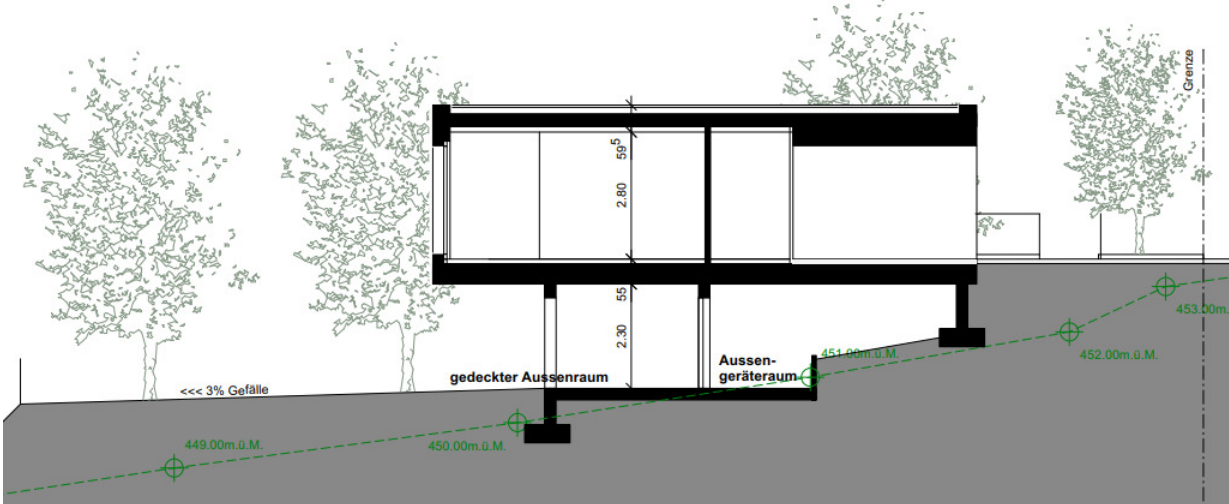 Grenze
59⁵
2.80
55
2.30
453.00m.
451.00m.ü.M.
452.00m.ü.M.
Aussen-
geräteraum
gedeckter Aussenraum
<<< 3% Gefälle
449.00m.ü.M.
450.00m.ü.M.